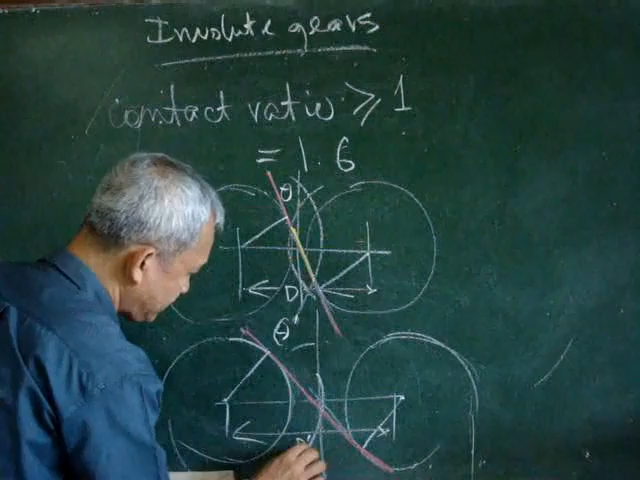 Involute gears
contact ratio ≥ 1
= 1.6
θ
D
θ